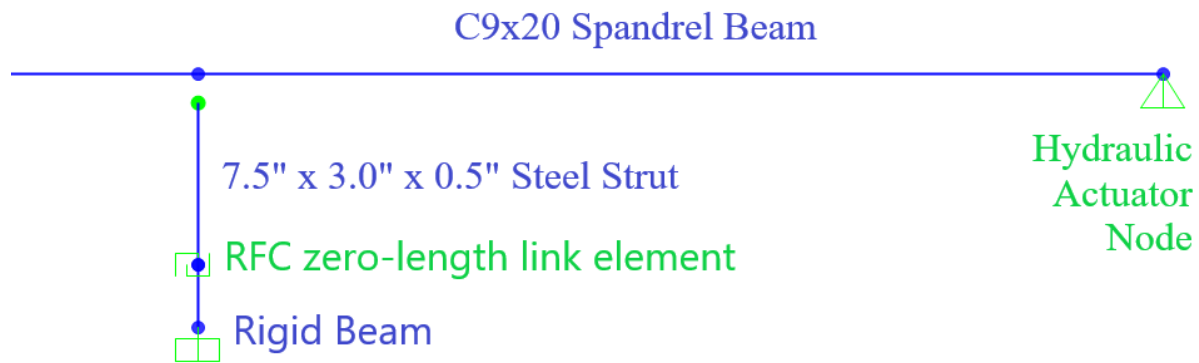 C9x20 Spandrel Beam
7.5" x 3.0" x 0.5" Steel Strut
Hydraulic
Actuator
Node
RFC zero-length link element
Rigid Beam